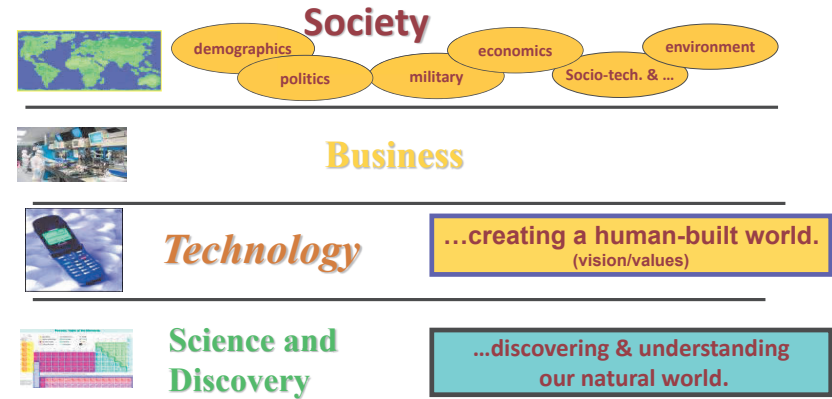 Society
demographics
politics
military
economics
Socio-tech. & …
environment
Business
Technology
…creating a human-built world.
(vision/values)
Science and
Discovery
…discovering & understanding
our natural world.